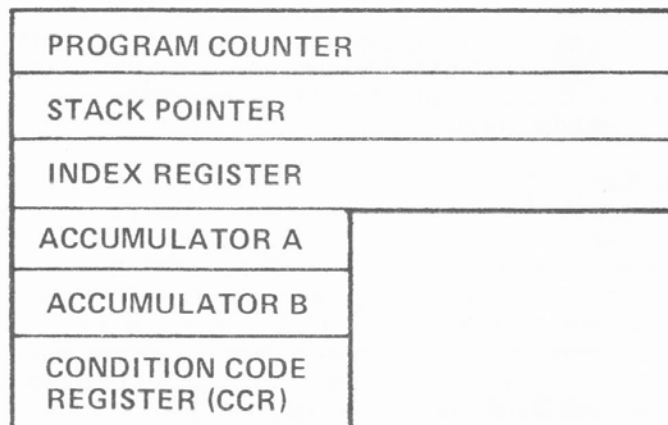 PROGRAM COUNTER
STACK POINTER
INDEX REGISTER
ACCUMULATOR A
ACCUMULATOR B
CONDITION CODE
REGISTER (CCR)